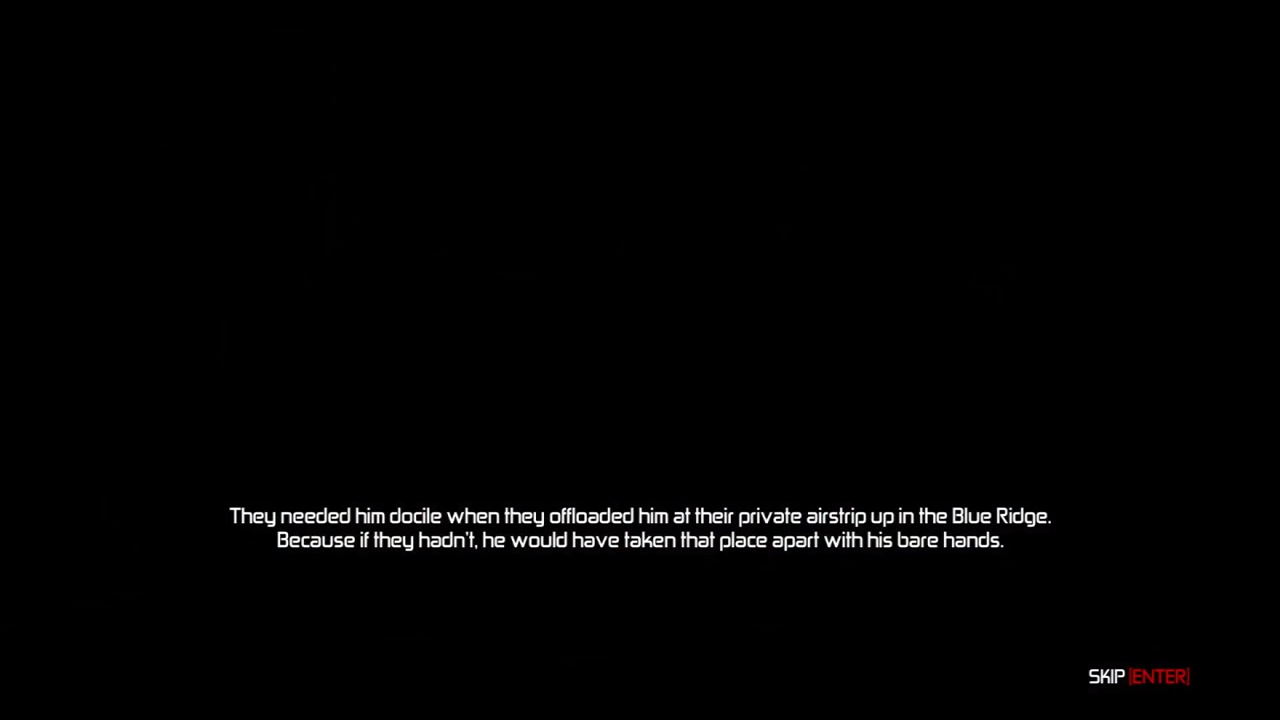 They needed him docile when they offloaded him at their private airstrip up in the Blue Ridge.
Because if they hadn't, he would have taken that place apart with his bare hands.
SKIP [ENTER]